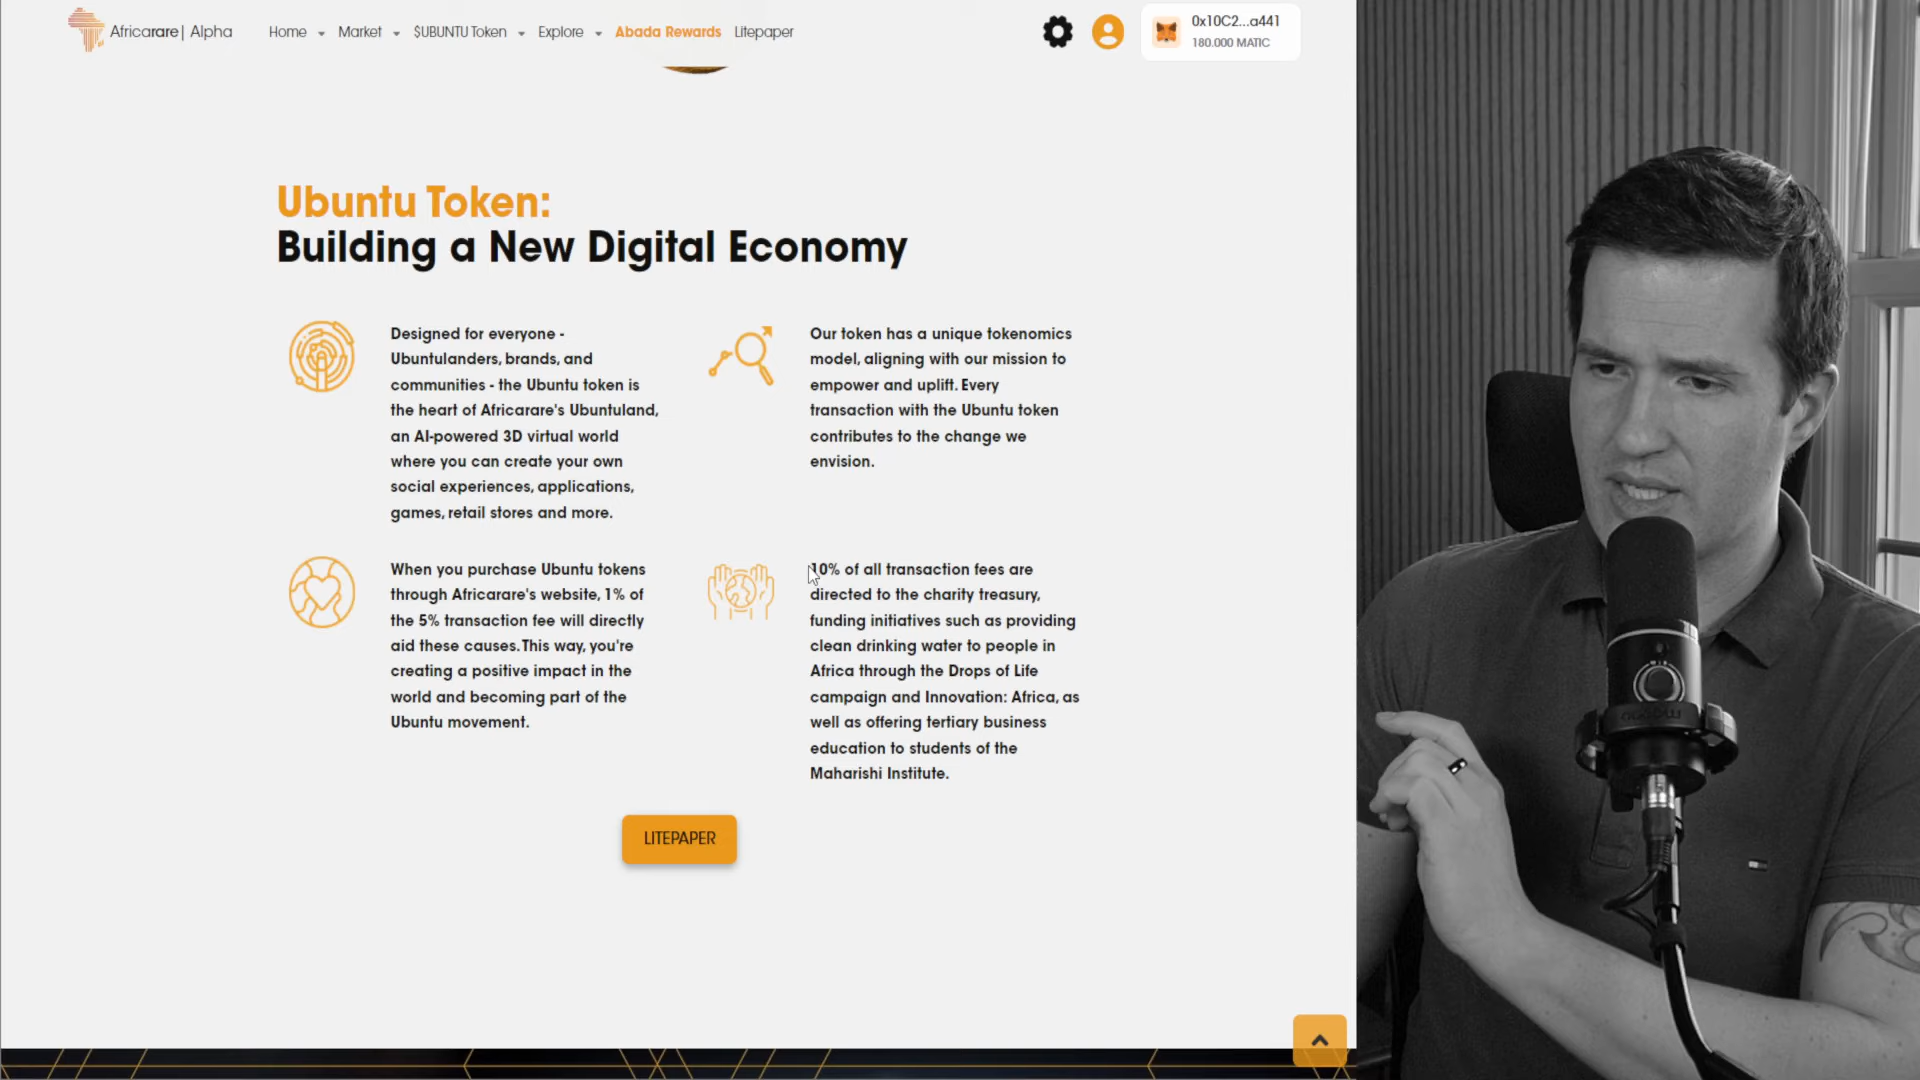 Africarare| Alpha
Home
Market
$UBUNTU Token
Explore
Abada Rewards
Litepaper
0x10C2...a441
180.000 MATIC
Ubuntu Token:
Building a New Digital Economy
Designed for everyone -
Ubuntulanders, brands, and
communities - the Ubuntu token is
the heart of Africarare's Ubuntuland,
an AI-powered 3D virtual world
where you can create your own
social experiences, applications,
games, retail stores and more.
Our token has a unique tokenomics
model, aligning with our mission to
empower and uplift. Every
transaction with the Ubuntu token
contributes to the change we
envision.
When you purchase Ubuntu tokens
through Africarare's website, 1% of
the 5% transaction fee will directly
aid these causes. This way, you're
creating a positive impact in the
world and becoming part of the
Ubuntu movement.
10% of all transaction fees are
directed to the charity treasury,
funding initiatives such as providing
clean drinking water to people in
Africa through the Drops of Life
campaign and Innovation: Africa, as
well as offering tertiary business
education to students of the
Maharishi Institute.
LITEPAPER